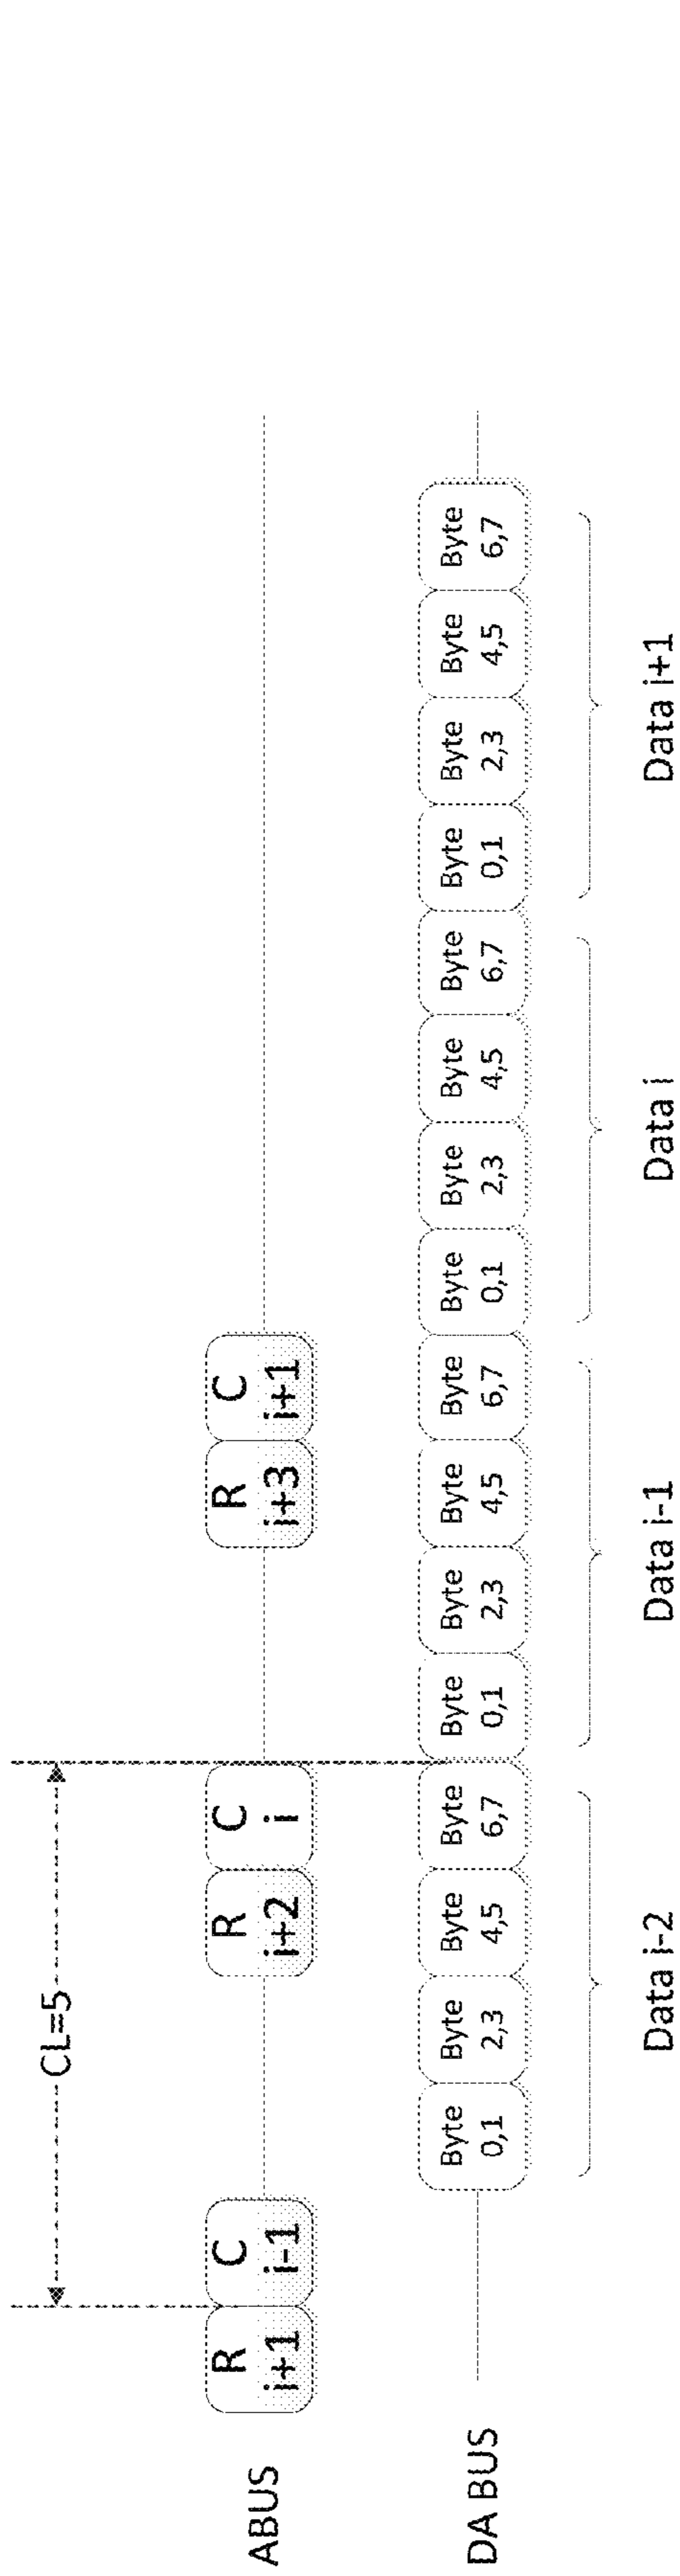 CL=5
ABUS
R
i+1
C
i-1
R
i+2
C
i
R
i+3
C
i+1
DA BUS
Byte
0,1
Byte
2,3
Byte
4,5
Byte
6,7
Byte
0,1
Byte
2,3
Byte
4,5
Byte
6,7
Byte
0,1
Byte
2,3
Byte
4,5
Byte
6,7
Byte
0,1
Byte
2,3
Byte
4,5
Byte
6,7
Data i-2
Data i-1
Data i
Data i+1